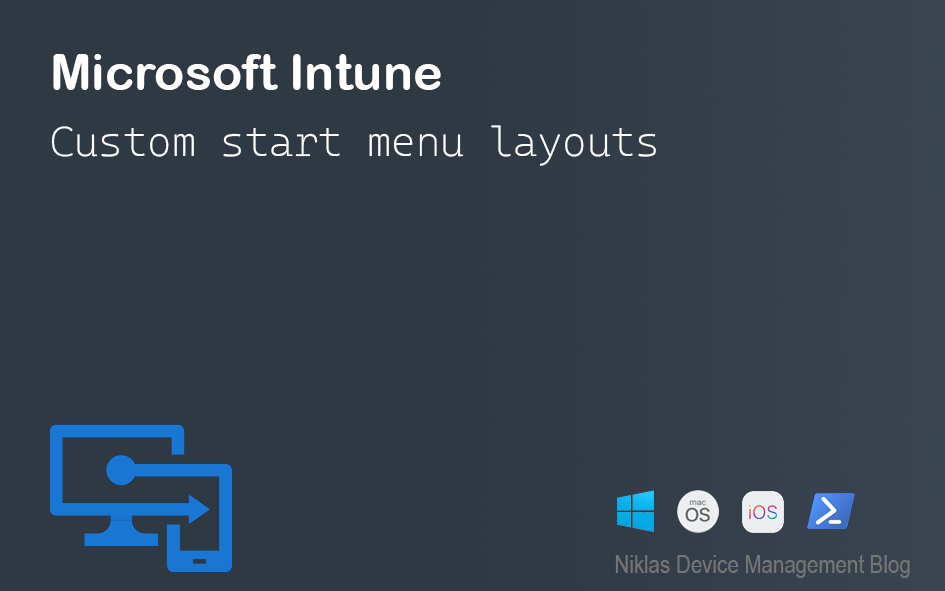 Microsoft Intune
Custom start menu layouts
mac
OS
iOS
Niklas Device Management Blog